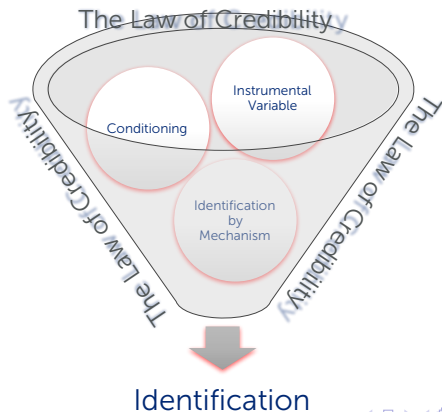 The Law of Credibility
Instrumental
Variable
Conditioning
The Law of Credibility
The Law of Credibility
Identification
by
Mechanism
Identification